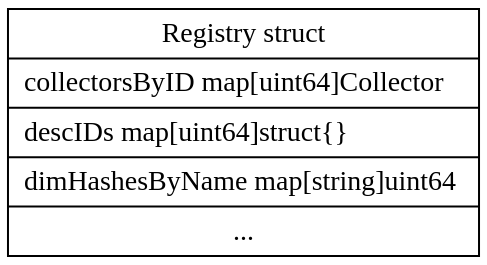 Registry struct
collectorsByID map[uint64]Collector
descIDs map[uint64]struct{}
dimHashesByName map[string]uint64
...